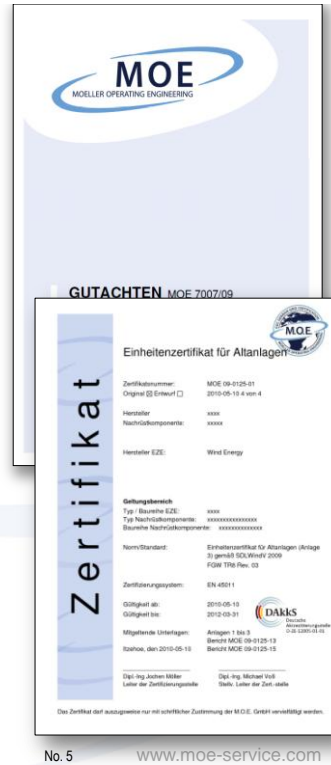 MOE
MOELLER OPERATING ENGINEERING
GUTACHTEN MOE 7007/09
M.O.E.
Zertifikat
Einheitenzertifikat für Altanlagen
Zertifikatsnummer: MOE 09-0125-01
Original ☒ Entwurf ☐ 2010-05-10 4 von 4
Hersteller xxxx
Nachrüstkomponente: xxxxx
Hersteller EZE: Wind Energy
Geltungsbereich
Typ / Baureihe EZE: xxxx
Typ Nachrüstkomponente: xxxxxxxxxxxxxxx
Baureihe Nachrüstkomponente: xxxxxxxxxxxxx
Norm/Standard: Einheitenzertifikat für Altanlagen (Anlage
3) gemäß SDLWindV 2009
FGW TR8 Rev. 03
Zertifizierungssystem: EN 45011
Gültigkeit ab: 2010-05-10
Gültigkeit bis: 2012-03-31
DAkkS
Deutsche
Akkreditierungsstelle
Mitgeltende Unterlagen: Anlagen 1 bis 3
Bericht MOE 09-0125-13
Itzehoe, den 2010-05-10 Bericht MOE 09-0125-15
Dipl.-Ing Jochen Möller Dipl.-Ing. Michael Voß
Leiter der Zertifizierungsstelle Stellv. Leiter der Zert.-stelle
Das Zertifikat darf auszugsweise nur mit schriftlicher Zustimmung der M.O.E. GmbH vervielfältigt werden.
No. 5 www.moe-service.com